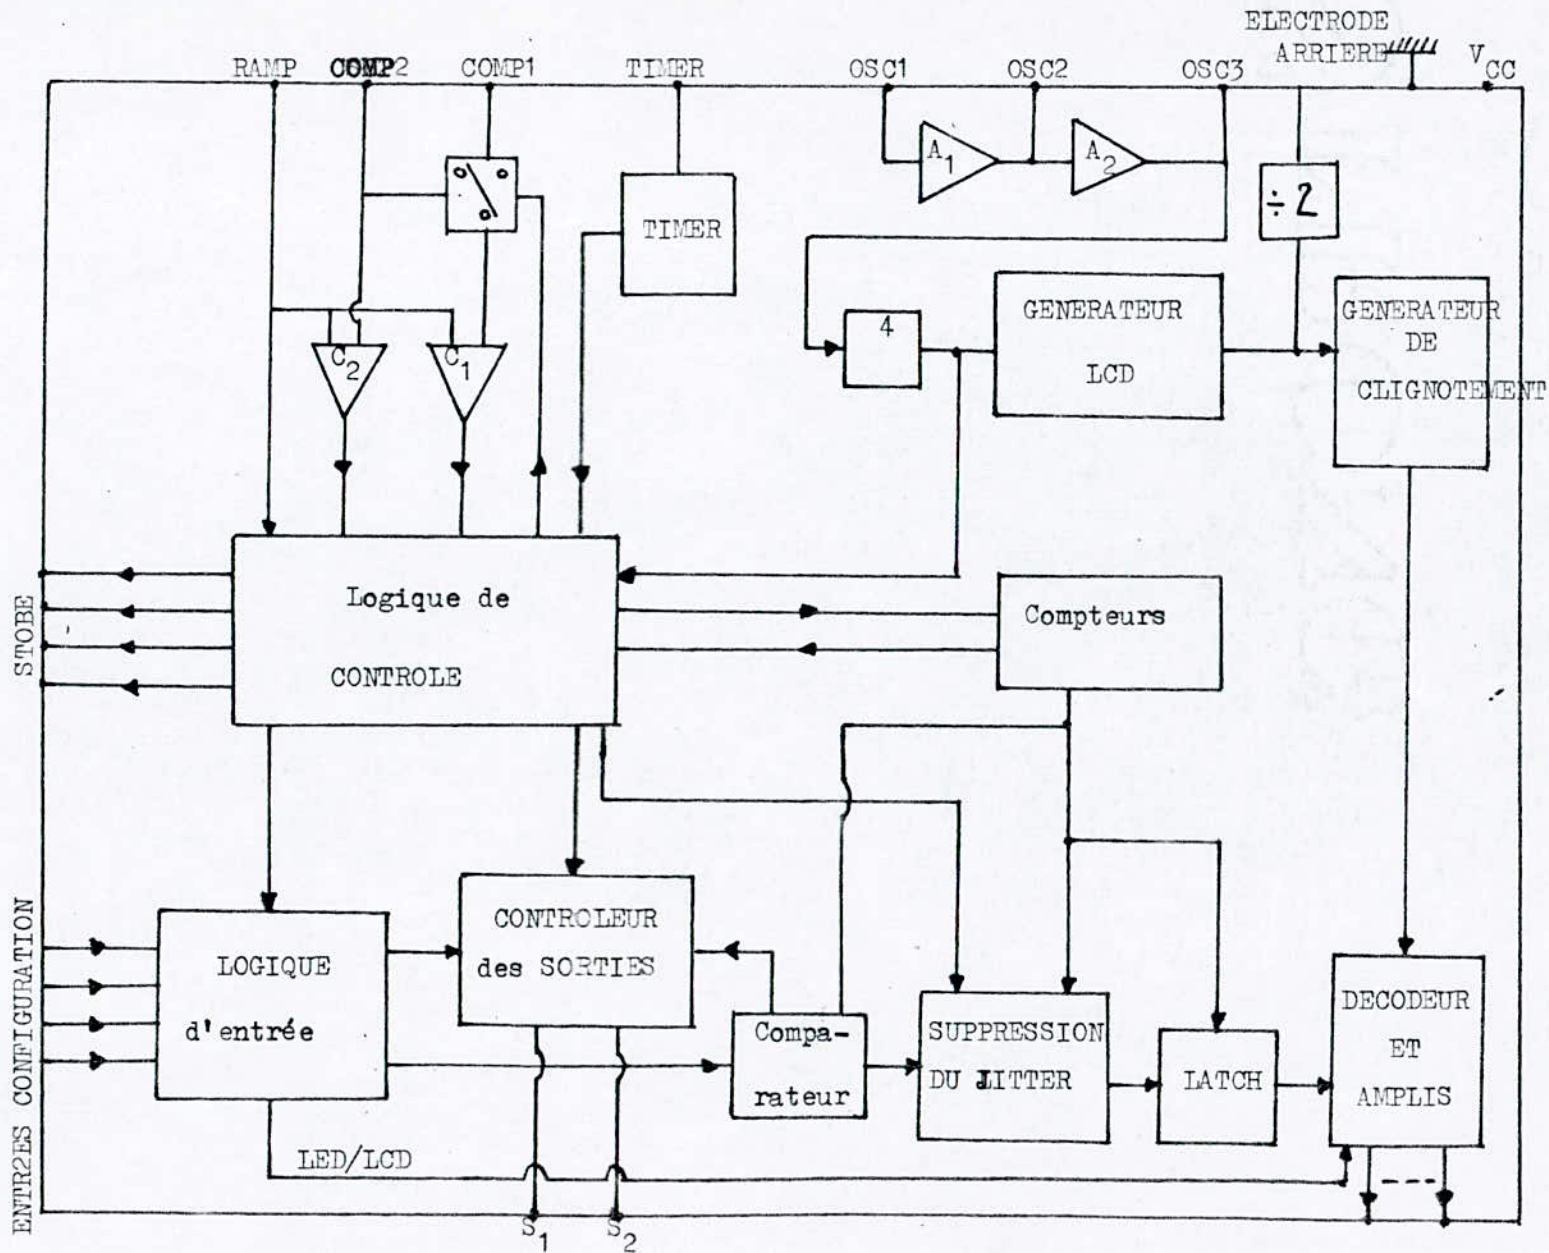 ELECTRODE
ARRIERE
RAMP COMP2 COMP1 TIMER OSC1 OSC2 OSC3 VCC
A1 A2
÷2
TIMER
4
GENERATEUR
LCD
GENERATEUR
DE
CLIGNOTEMENT
C2 C1
Logique de
CONTROLE
Compteurs
STOBE
ENTR2ES CONFIGURATION
LOGIQUE
d'entrée
CONTROLEUR
des SORTIES
Compa-
rateur
SUPPRESSION
DU JITTER
LATCH
DECODEUR
ET
AMPLIS
LED/LCD
S1 S2